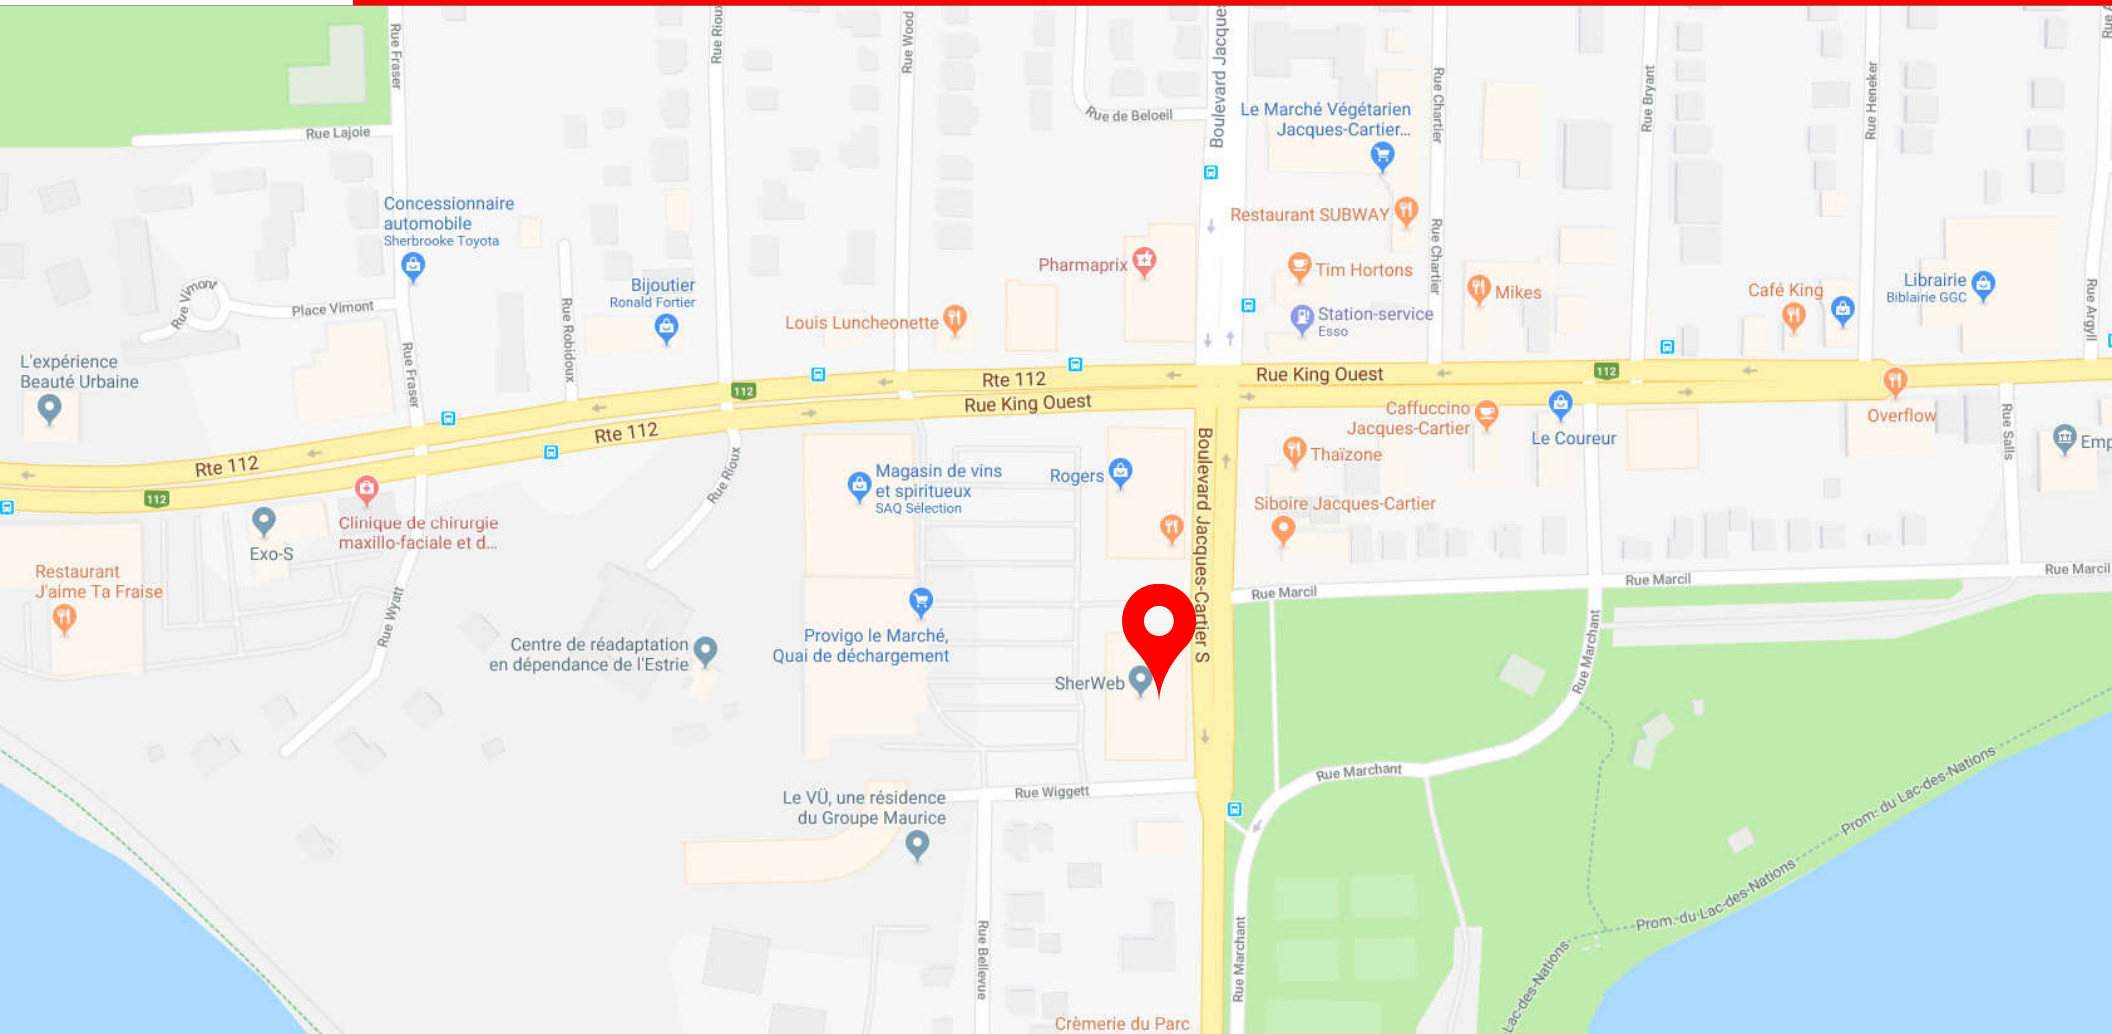 Rue Fraser
Rue Rioux
Rue Wood
Boulevard Jacques
Rue de Beloeil
Rue Lajoie
Le Marché Végétarien
Jacques-Cartier...
Rue Chartier
Rue Bryant
Rue Heneker
Concessionnaire
automobile
Sherbrooke Toyota
Restaurant SUBWAY
Rue Chartier
Pharmaprix
Tim Hortons
Mikes
Café King
Librairie
Biblairie GGC
Rue Argyll
Bijoutier
Ronald Fortier
Rue Vimont
Place Vimont
Rue Robidoux
Louis Luncheonette
Station-service
Esso
L'expérience
Beauté Urbaine
Rue Fraser
112
Rte 112
Rue King Ouest
Rue King Ouest
112
Caffuccino
Jacques-Cartier
Le Coureur
Overflow
Rue Salls
Rte 112
Rte 112
112
Thaïzone
Rue Rioux
Magasin de vins
et spiritueux
SAQ Sélection
Rogers
Boulevard Jacques-Cartier S
Siboire Jacques-Cartier
Clinique de chirurgie
maxillo-faciale et d...
Exo-S
Restaurant
J'aime Ta Fraise
Rue Wyatt
Rue Marcil
Rue Marcil
Rue Marcil
Centre de réadaptation
en dépendance de l'Estrie
Provigo le Marché,
Quai de déchargement
SherWeb
Rue Marchant
Rue Marchant
Le VÜ, une résidence
du Groupe Maurice
Rue Wiggett
Prom. du Lac-des-Nations
Prom. du Lac-des-Nations
Lac-des-Nations
Rue Bellevue
Rue Marchant
Crèmerie du Parc